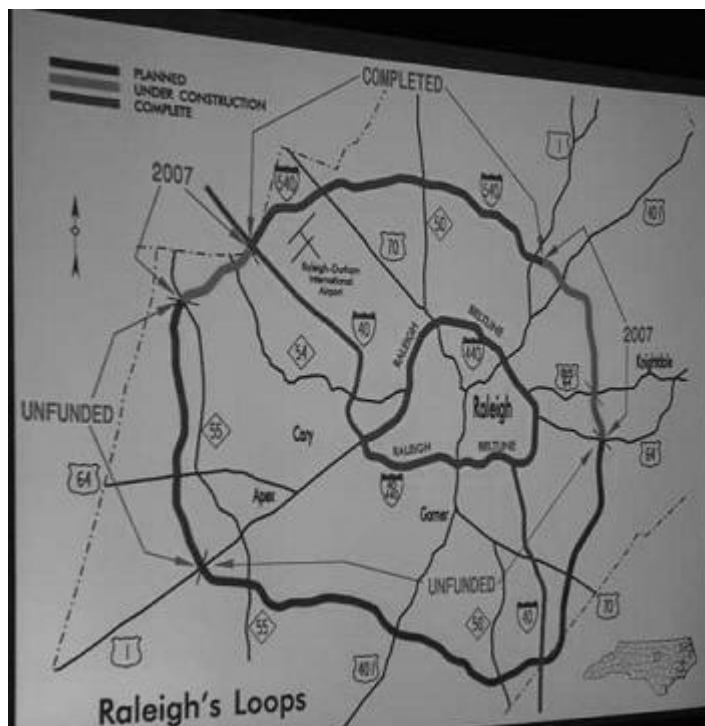 PLANNED
UNDER CONSTRUCTION
COMPLETE
COMPLETED
2007
540
540
1
401
50
70
Raleigh-Durham
International
Airport
40
54
RALEIGH
BELTLINE
440
2007
Knightdale
64
UNFUNDED
55
Cary
Raleigh
RALEIGH
BELTLINE
64
64
Apex
Garner
UNFUNDED
70
1
55
401
50
40
Raleigh's Loops